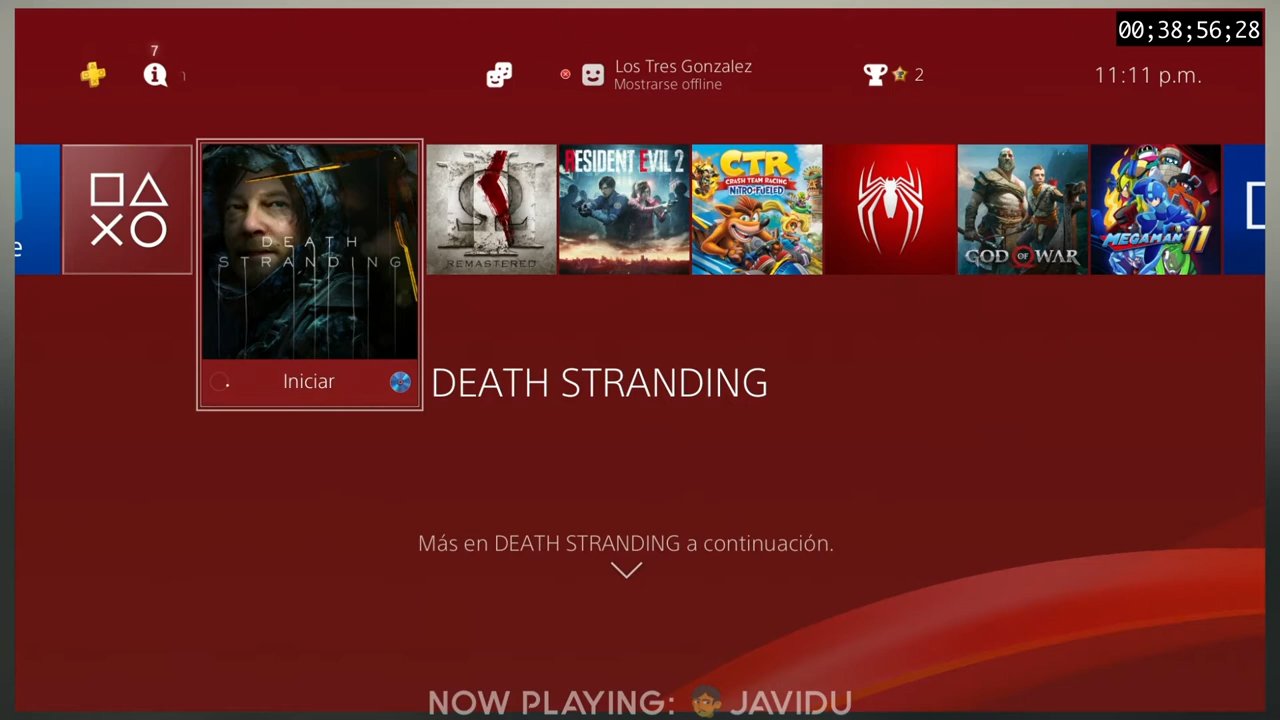 00;38;56;28
7
Los Tres Gonzalez
Mostrarse offline
2
11:11 p.m.
e
DEATH
STRANDING
REMASTERED
RESIDENT EVIL 2
CTR
CRASH TEAM RACING
NITRO-FUELED
GOD OF WAR
MEGAMAN 11
Iniciar
DEATH STRANDING
Más en DEATH STRANDING a continuación.
NOW PLAYING: JAVIDU